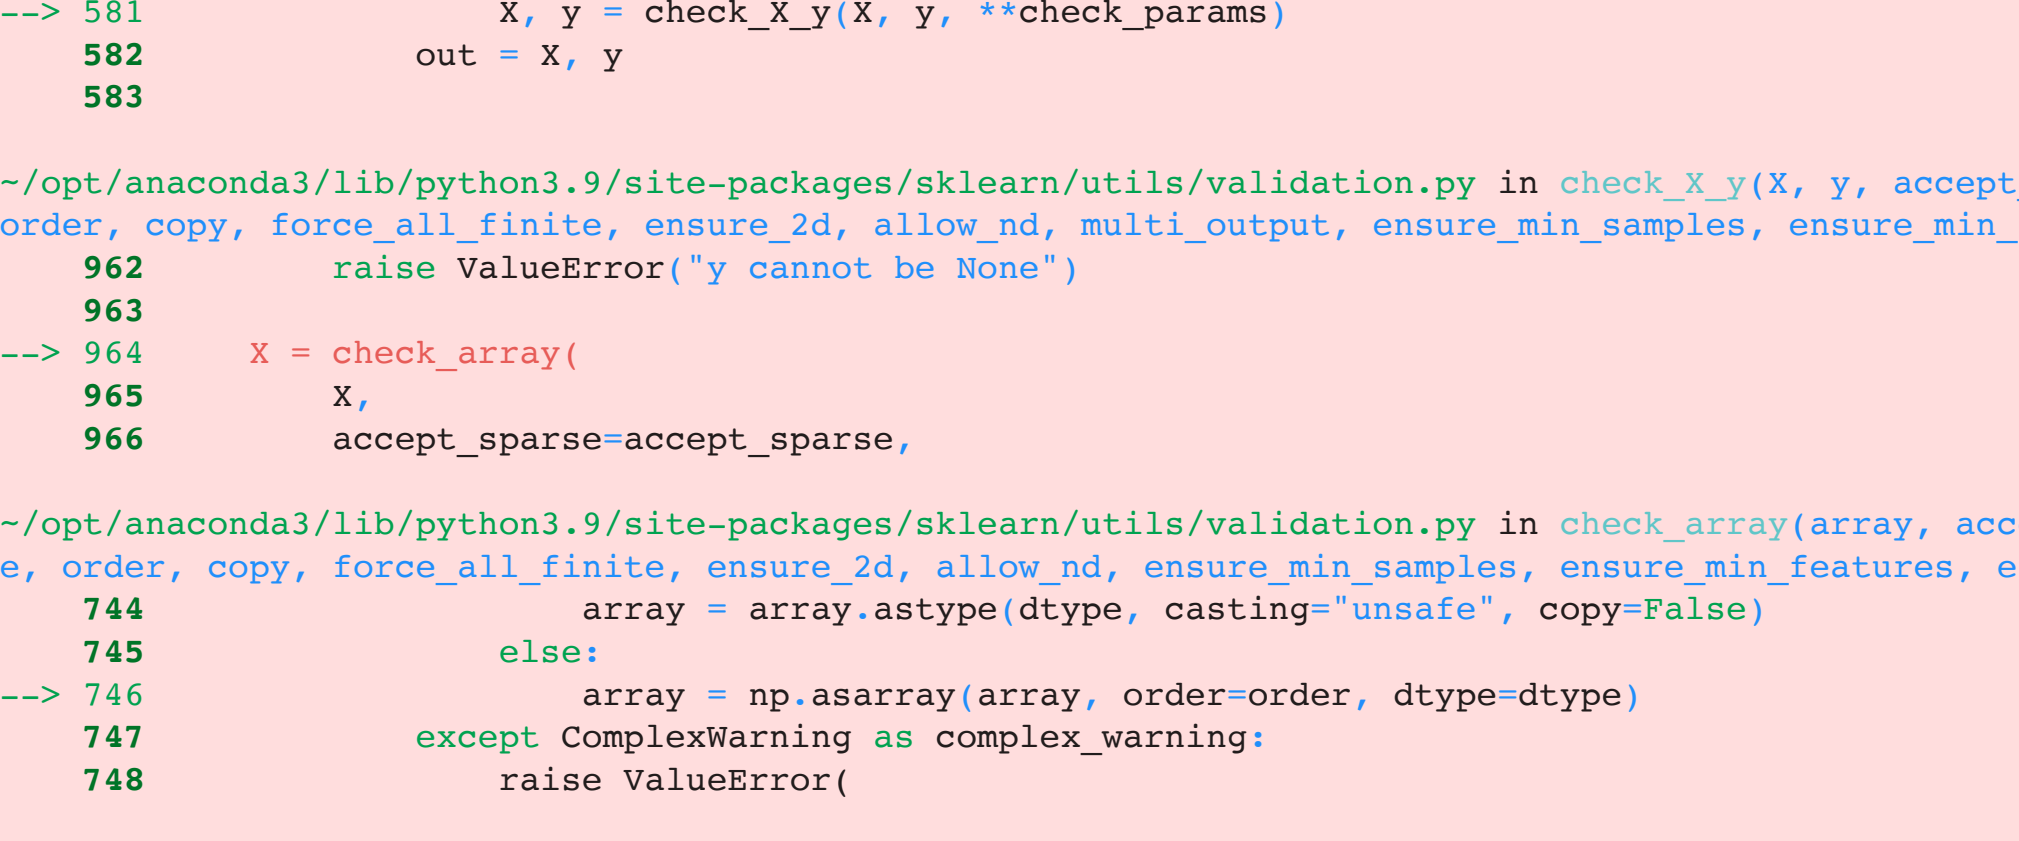 --> 581                 X, y = check_X_y(X, y, **check_params)
    582             out = X, y
    583
~/opt/anaconda3/lib/python3.9/site-packages/sklearn/utils/validation.py in check_X_y(X, y, accept_
order, copy, force_all_finite, ensure_2d, allow_nd, multi_output, ensure_min_samples, ensure_min_
    962         raise ValueError("y cannot be None")
    963
--> 964     X = check_array(
    965         X,
    966         accept_sparse=accept_sparse,
~/opt/anaconda3/lib/python3.9/site-packages/sklearn/utils/validation.py in check_array(array, acc
e, order, copy, force_all_finite, ensure_2d, allow_nd, ensure_min_samples, ensure_min_features, e
    744                     array = array.astype(dtype, casting="unsafe", copy=False)
    745                 else:
--> 746                     array = np.asarray(array, order=order, dtype=dtype)
    747             except ComplexWarning as complex_warning:
    748                 raise ValueError(